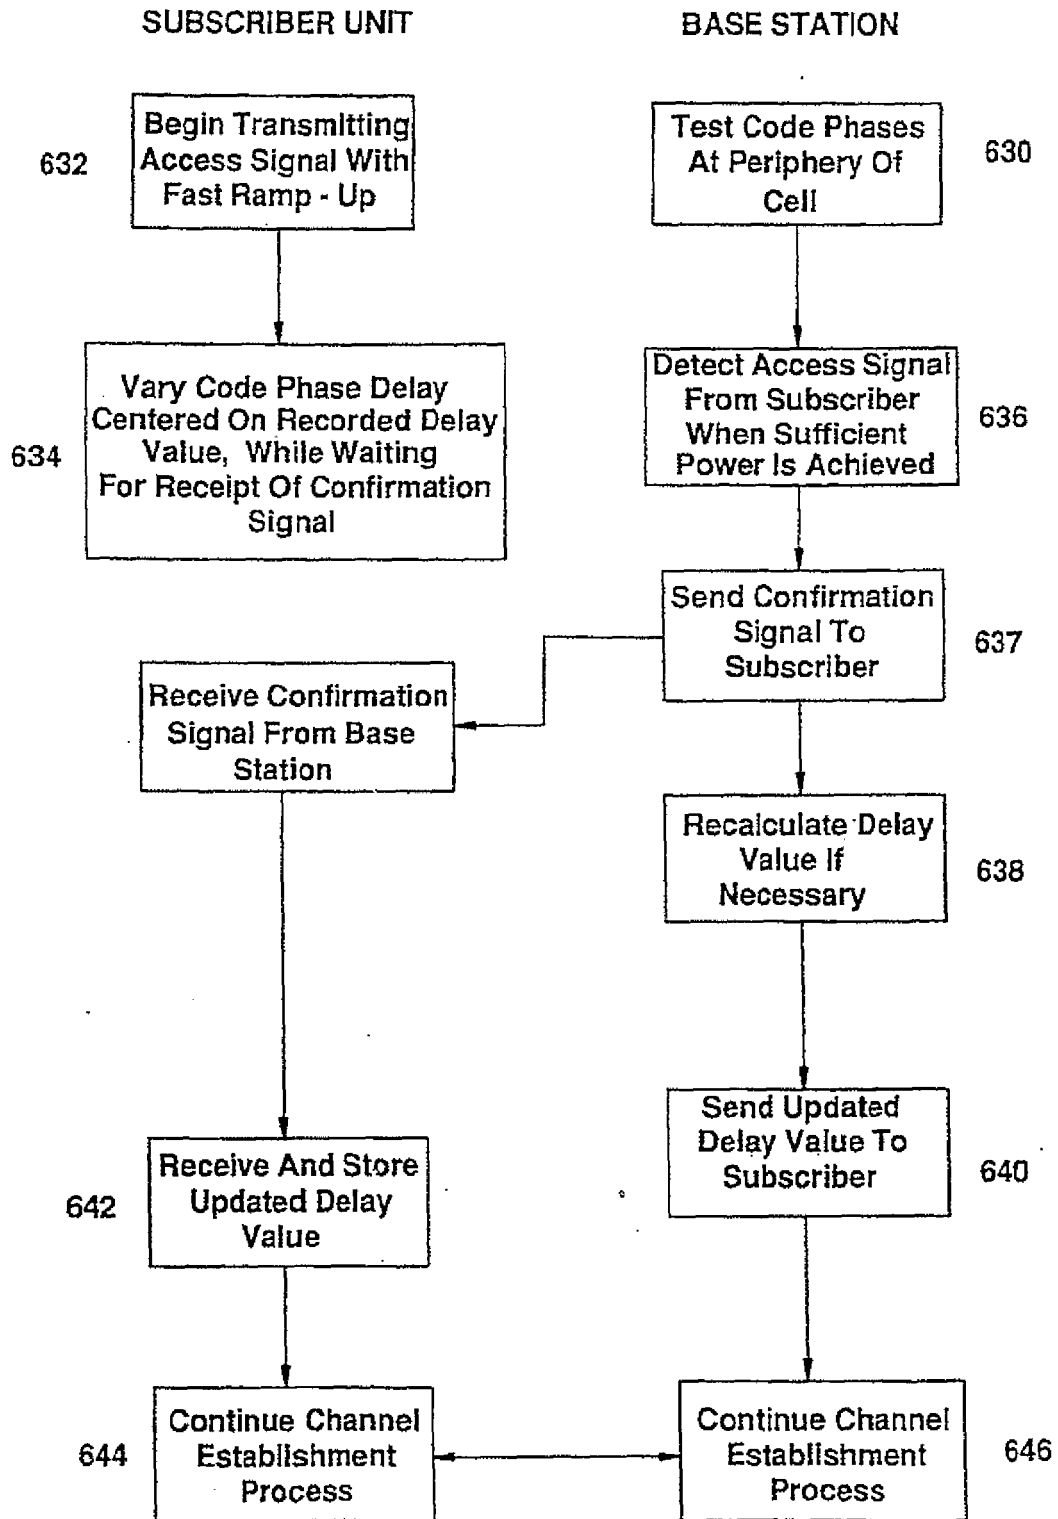 SUBSCRIBER UNIT
BASE STATION
632
Begin Transmitting
Access Signal With
Fast Ramp - Up
Test Code Phases
At Periphery Of
Cell
630
634
Vary Code Phase Delay
Centered On Recorded Delay
Value, While Waiting
For Receipt Of Confirmation
Signal
Detect Access Signal
From Subscriber
When Sufficient
Power Is Achieved
636
Send Confirmation
Signal To
Subscriber
637
Receive Confirmation
Signal From Base
Station
Recalculate Delay
Value If
Necessary
638
Send Updated
Delay Value To
Subscriber
640
642
Receive And Store
Updated Delay
Value
644
Continue Channel
Establishment
Process
Continue Channel
Establishment
Process
646